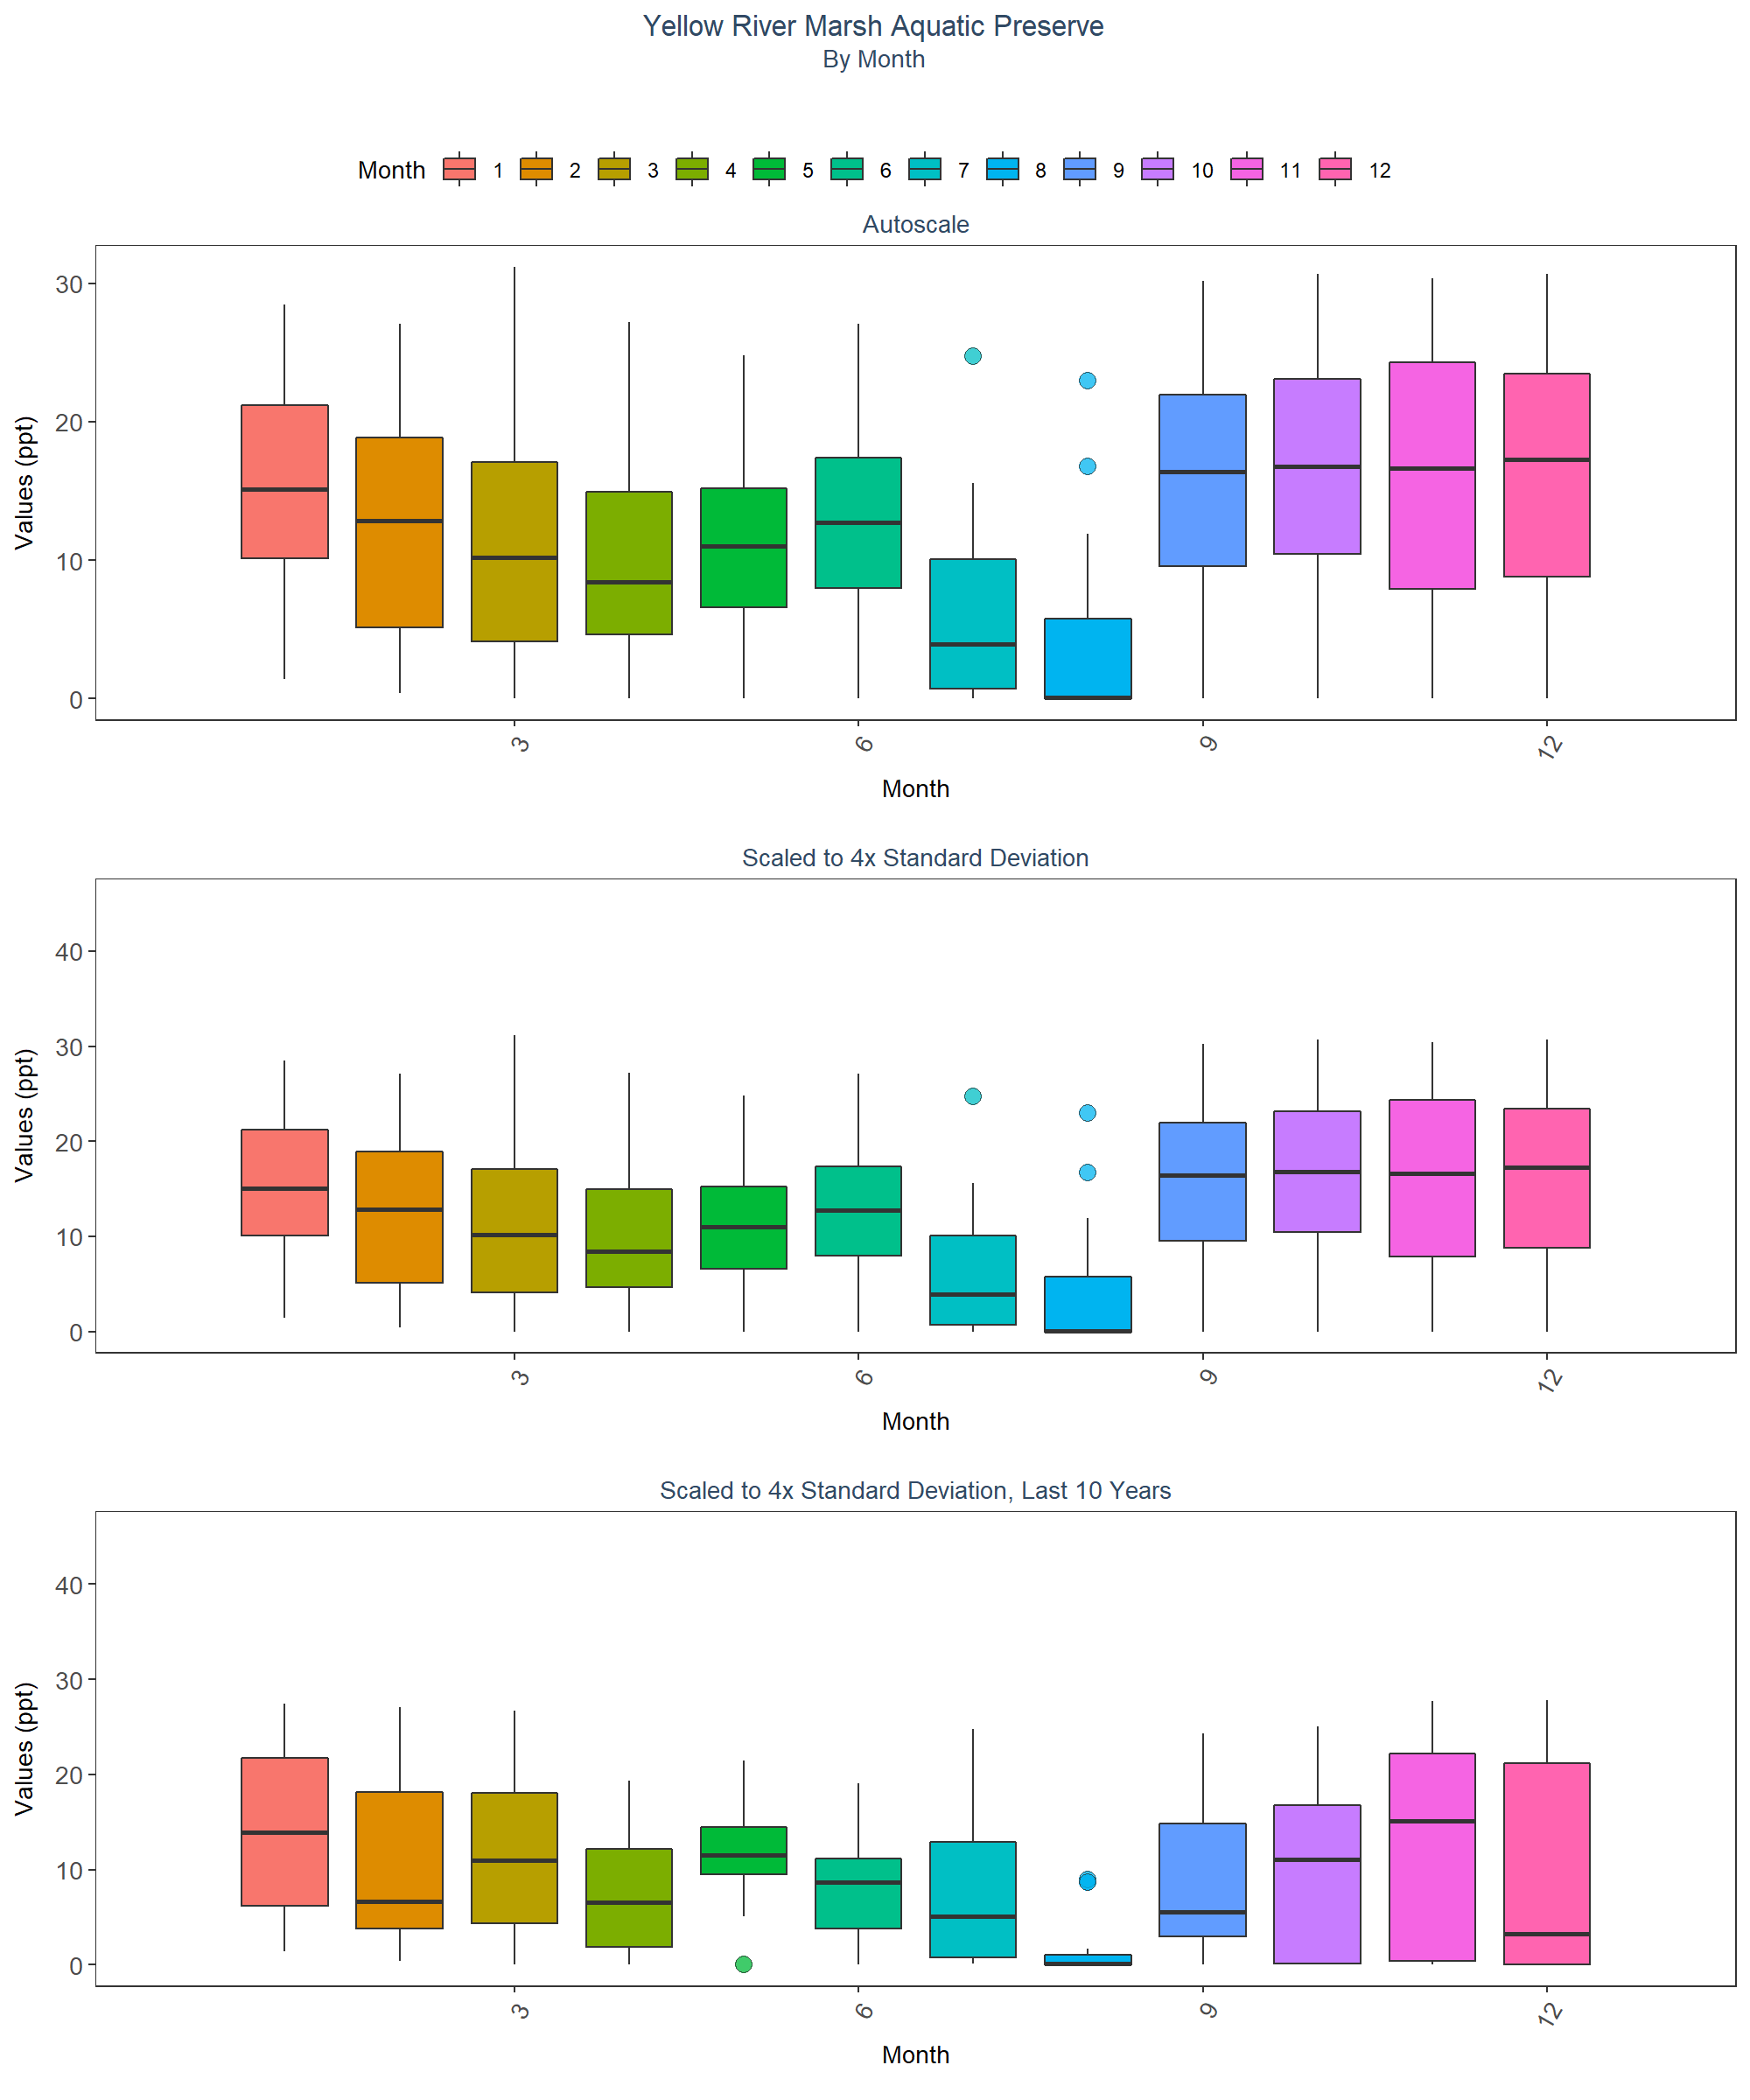 Yellow River Marsh Aquatic Preserve
By Month
Month 1 2 3 4 5 6 7 8 9 10 11 12
Autoscale
Values (ppt)
30
20
10
0
3 6 9 12
Month
Scaled to 4x Standard Deviation
Values (ppt)
40
30
20
10
0
3 6 9 12
Month
Scaled to 4x Standard Deviation, Last 10 Years
Values (ppt)
40
30
20
10
0
3 6 9 12
Month